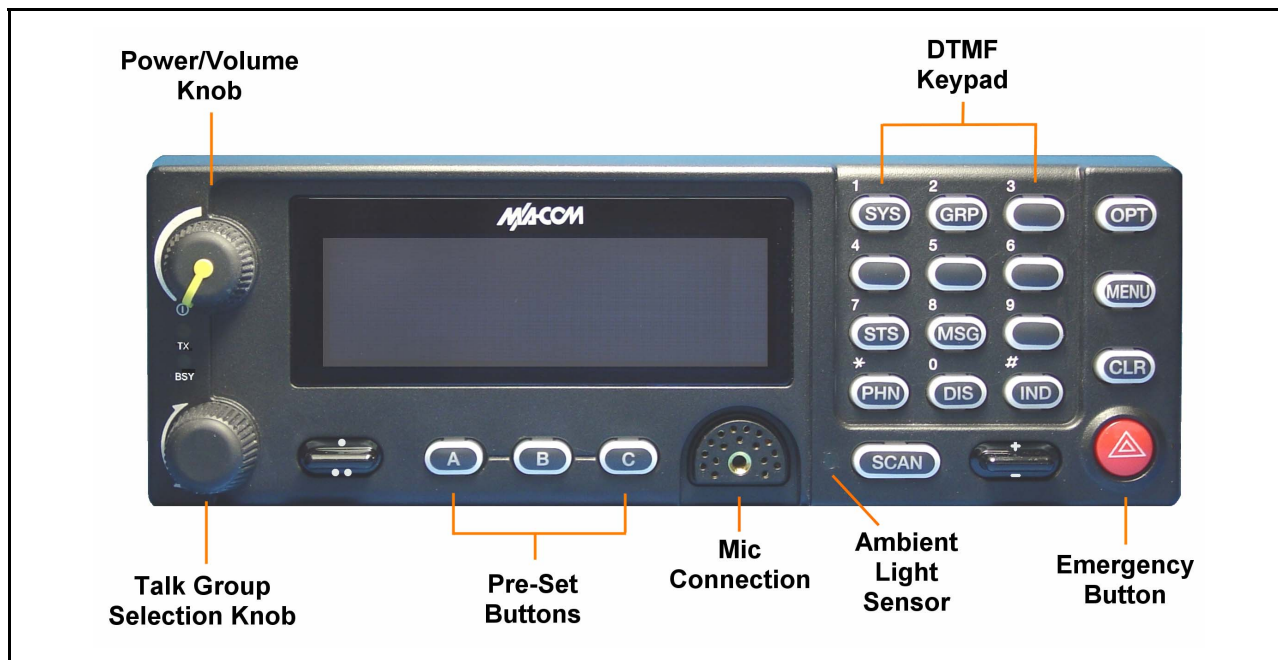 Power/Volume
Knob
DTMF
Keypad
M/A-COM
1 2 3
SYS GRP
OPT
4 5 6
MENU
TX
7 8 9
STS MSG
BSY
CLR
* 0 #
PHN DIS IND
A B C
SCAN
+
-
Talk Group
Selection Knob
Pre-Set
Buttons
Mic
Connection
Ambient
Light
Sensor
Emergency
Button